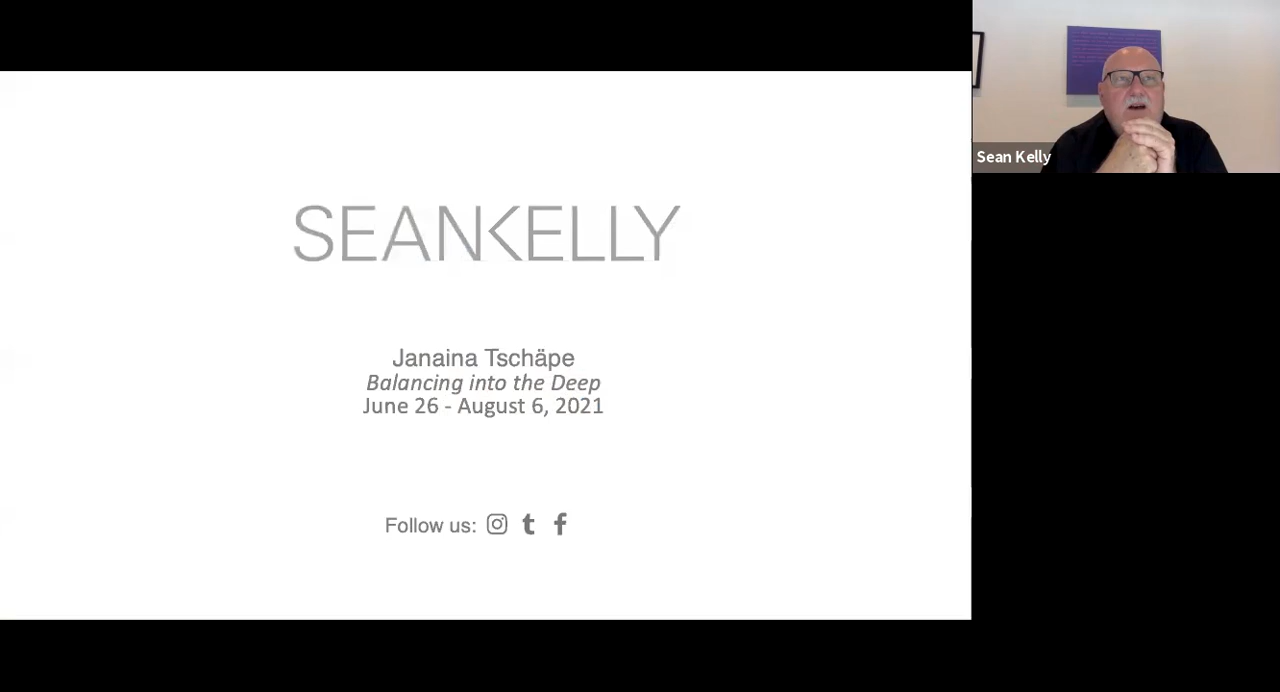 SEANKELLY
Janaina Tschäpe
Balancing into the Deep
June 26 - August 6, 2021
Follow us:
Sean Kelly